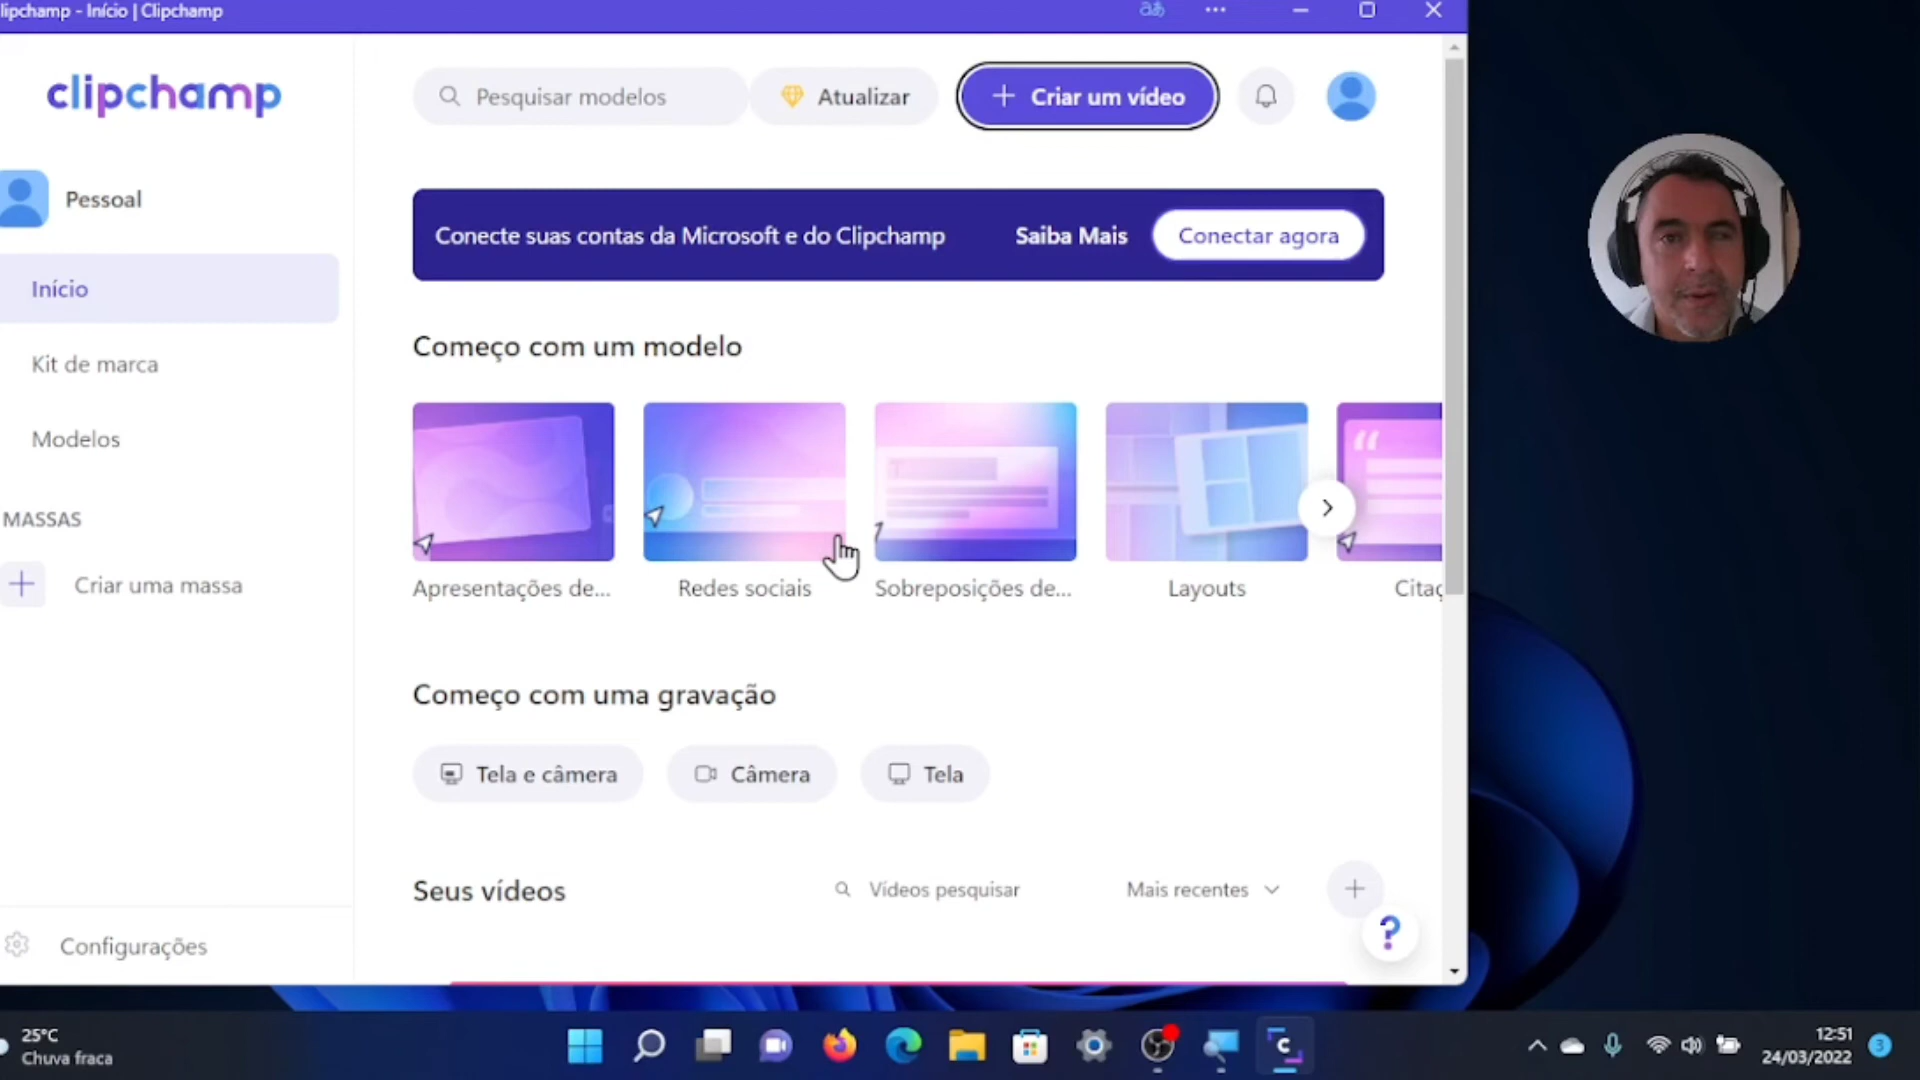 lipchamp - Início | Clipchamp
clipchamp
Pesquisar modelos
Atualizar
Criar um vídeo
Pessoal
Conecte suas contas da Microsoft e do Clipchamp
Saiba Mais
Conectar agora
Início
Começo com um modelo
Kit de marca
Modelos
MASSAS
Criar uma massa
Apresentações de...
Redes sociais
Sobreposições de...
Layouts
Citaç
Começo com uma gravação
Tela e câmera
Câmera
Tela
Seus vídeos
Vídeos pesquisar
Mais recentes
?
Configurações
25°C
Chuva fraca
12:51
24/03/2022
3